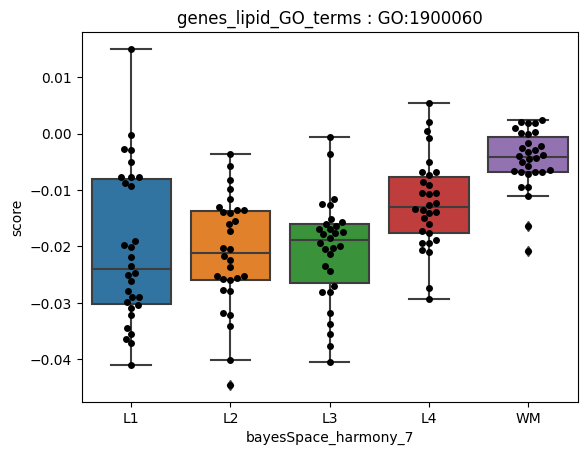 genes_lipid_GO_terms : GO:1900060
0.01
0.00
−0.01
−0.02
−0.03
−0.04
score
L1 L2 L3 L4 WM
bayesSpace_harmony_7